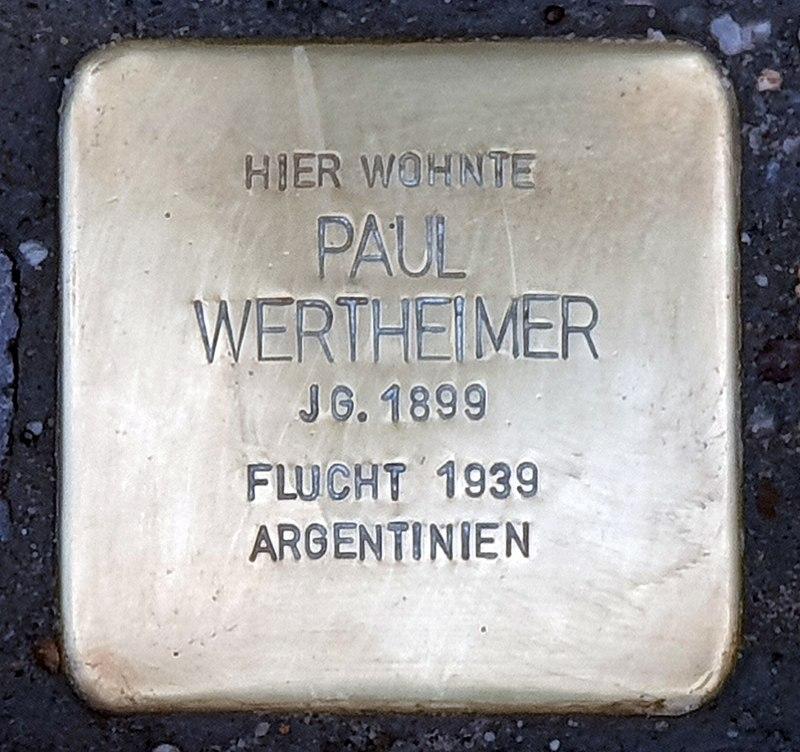 HIER WOHNTE
PAUL
WERTHEIMER
JG. 1899
FLUCHT 1939
ARGENTINIEN